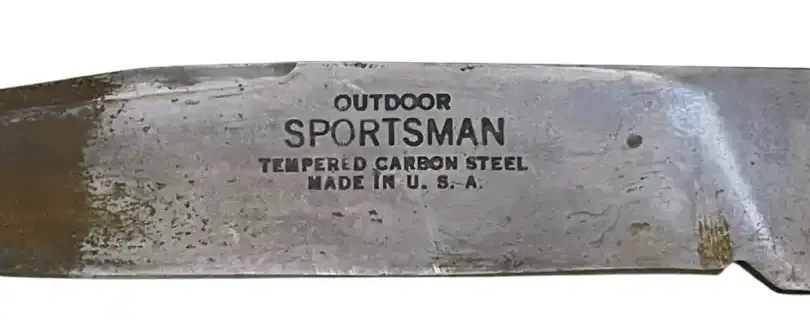 OUTDOOR
SPORTSMAN
TEMPERED CARBON STEEL
MADE IN U. S. A.